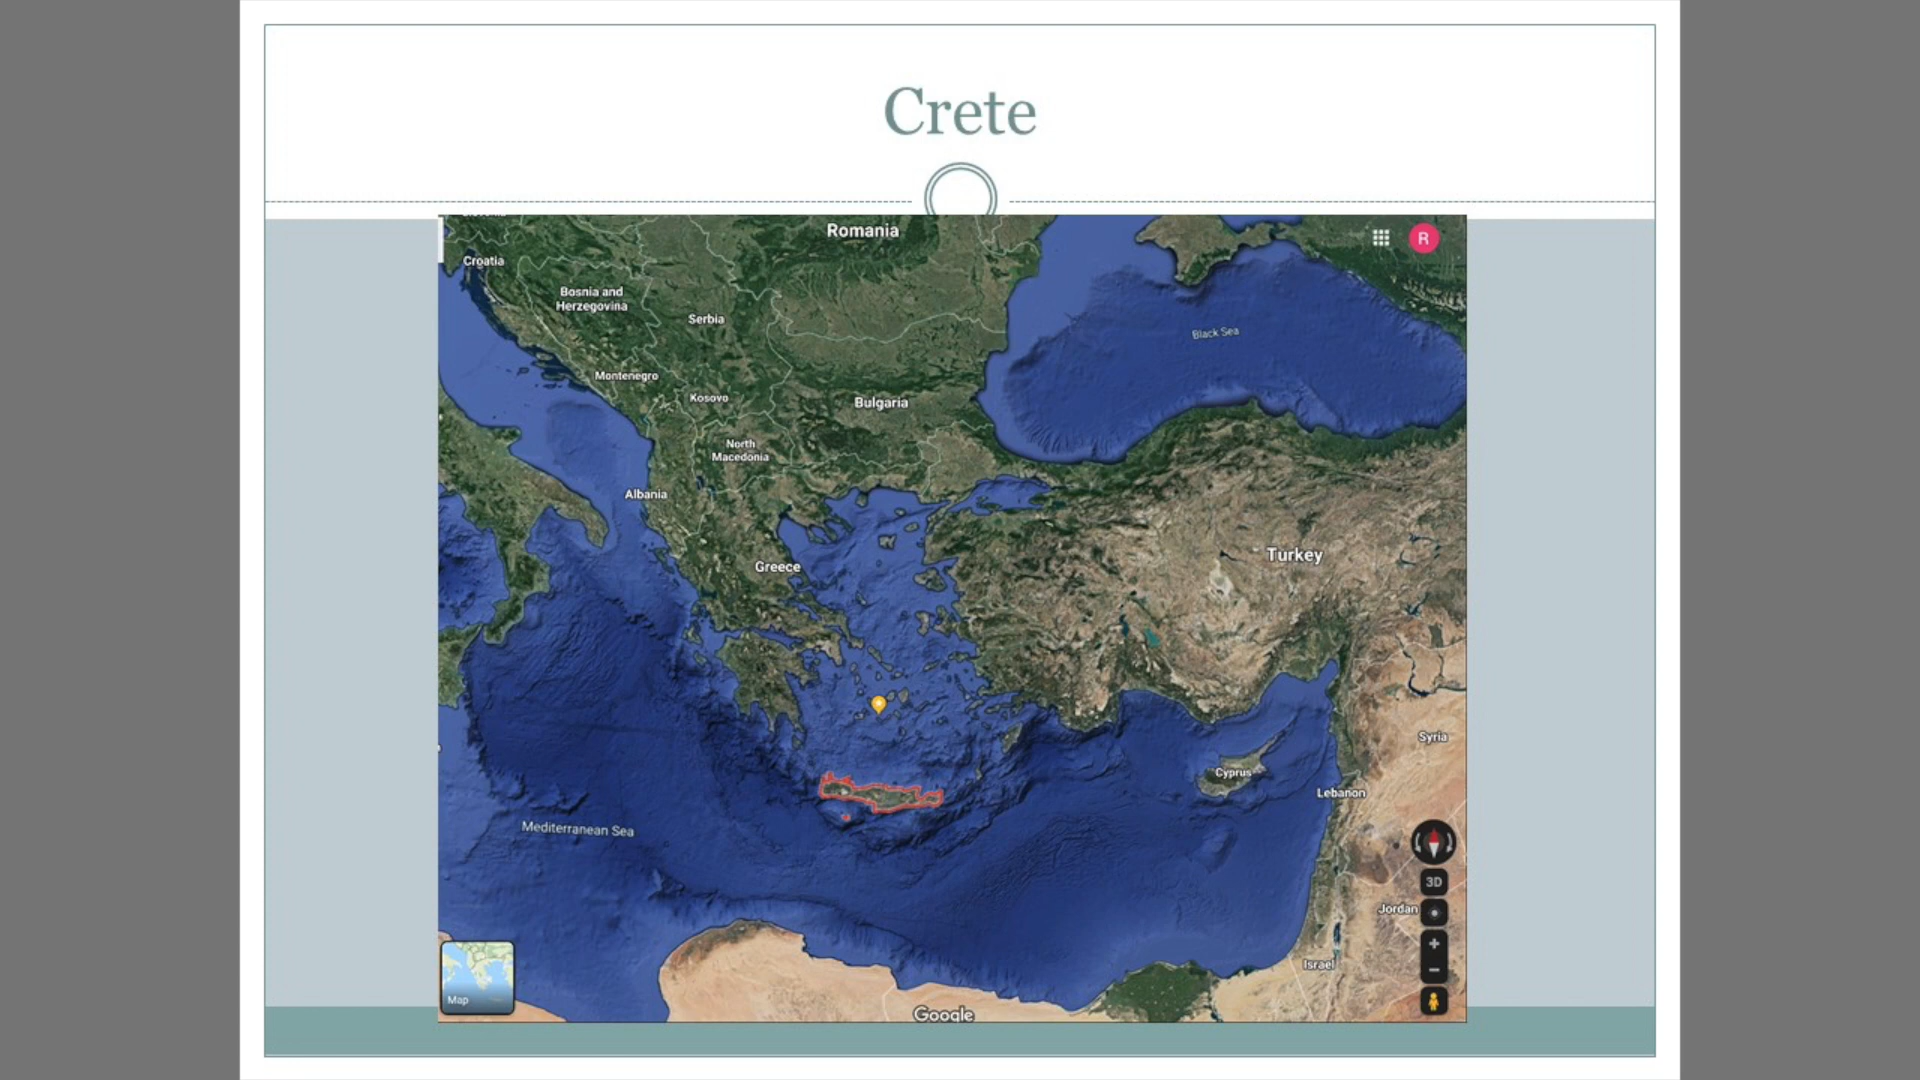 Crete
Romania
R
Croatia
Bosnia and
Herzegovina
Serbia
Black Sea
Montenegro
Kosovo
Bulgaria
North
Macedonia
Albania
Turkey
Greece
Syria
Cyprus
Lebanon
Mediterranean Sea
3D
Jordan
Israel
Map
Google